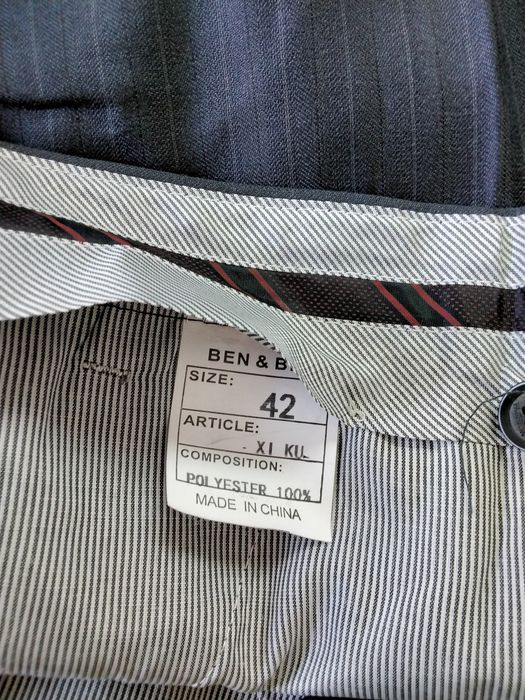 BEN & B
SIZE:
42
ARTICLE:
XI KU
COMPOSITION:
POLYESTER 100%
MADE IN CHINA